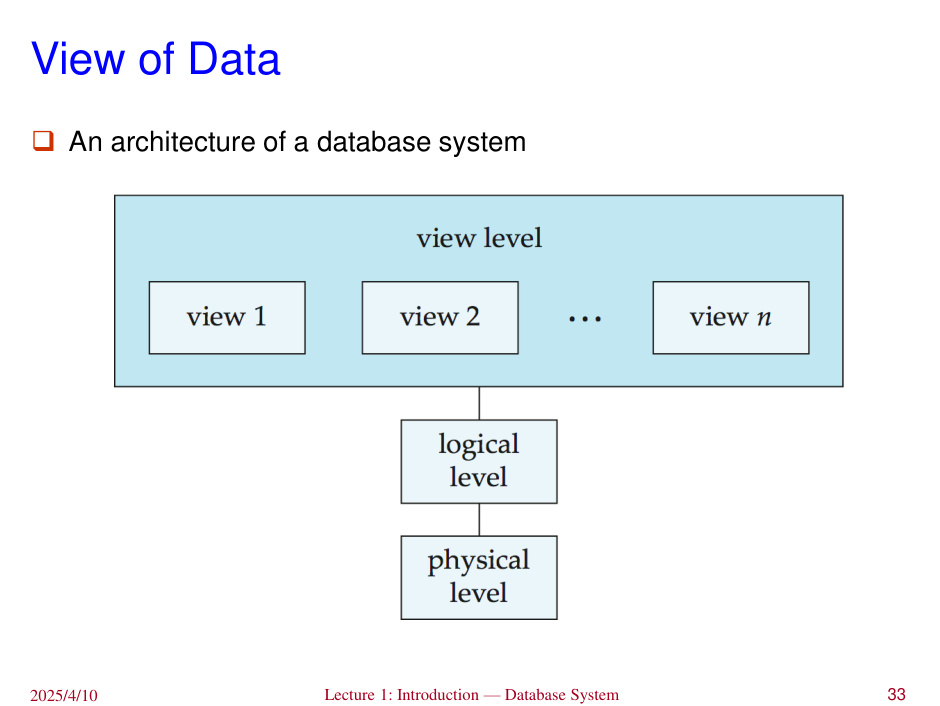 View of Data
❑ An architecture of a database system
view level
view 1
view 2
...
view n
logical
level
physical
level
2025/4/10
Lecture 1: Introduction — Database System
33